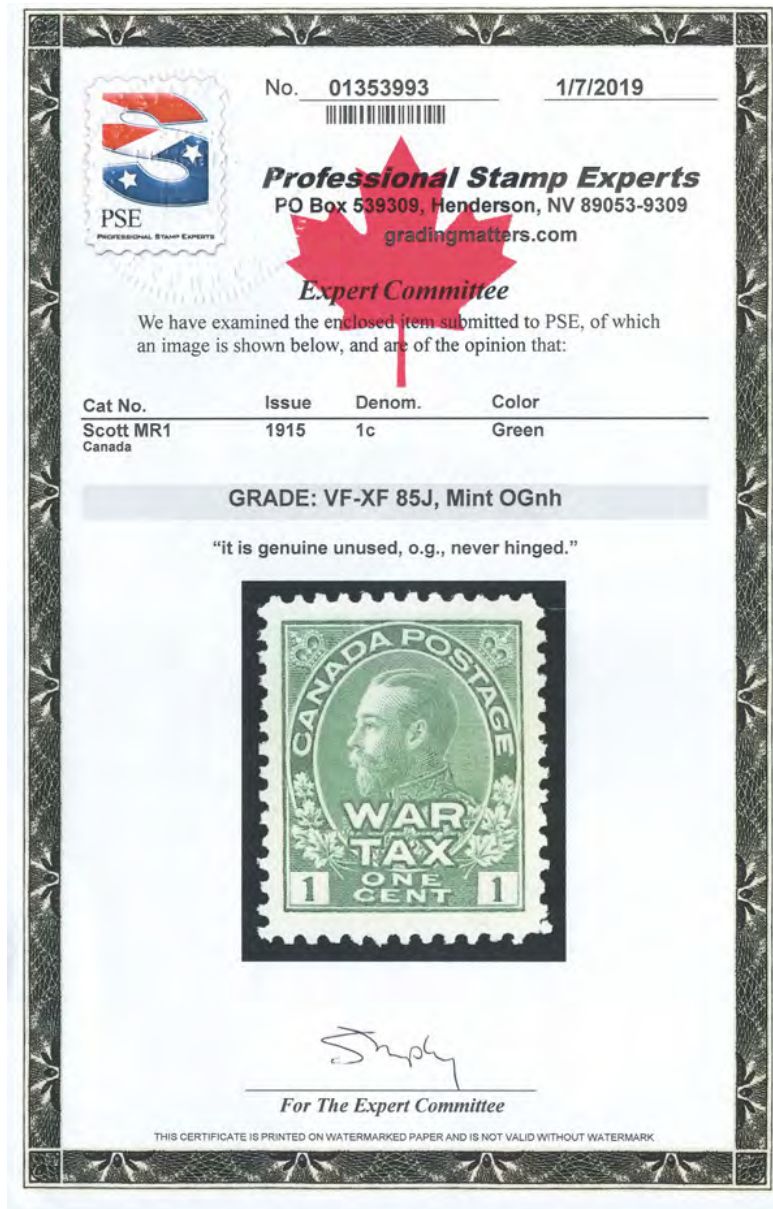 No. 01353993 1/7/2019
PSE
PROFESSIONAL STAMP EXPERTS
Professional Stamp Experts
PO Box 539309, Henderson, NV 89053-9309
gradingmatters.com
Expert Committee
We have examined the enclosed item submitted to PSE, of which
an image is shown below, and are of the opinion that:
Cat No. Issue Denom. Color
Scott MR1 1915 1c Green
Canada
GRADE: VF-XF 85J, Mint OGnh
“it is genuine unused, o.g., never hinged.”
CANADA POSTAGE
WAR
TAX
ONE
CENT
1 1
For The Expert Committee
THIS CERTIFICATE IS PRINTED ON WATERMARKED PAPER AND IS NOT VALID WITHOUT WATERMARK